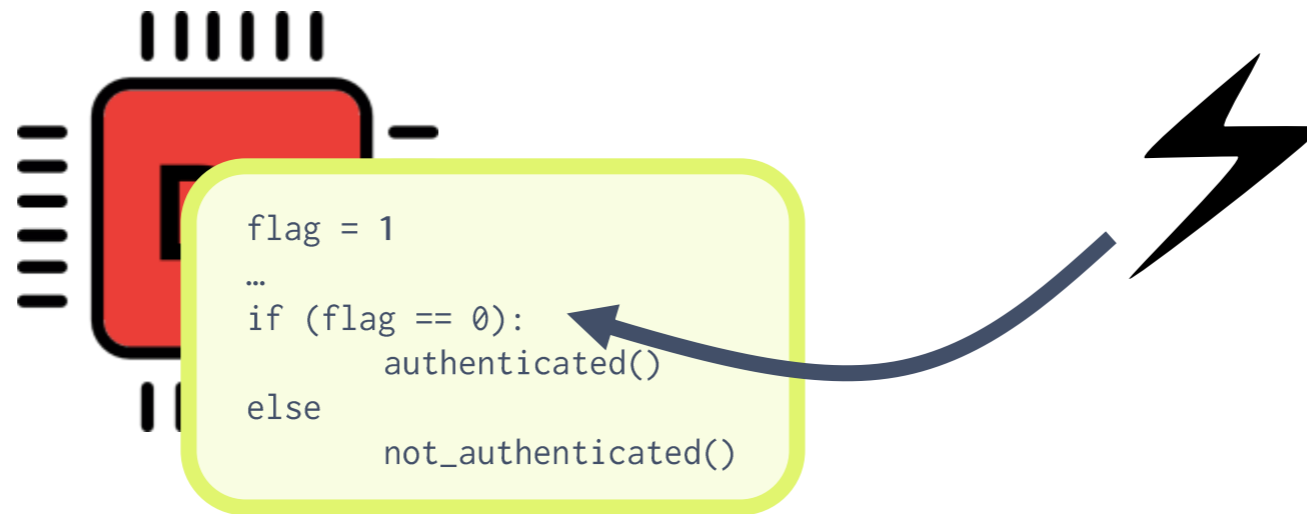 flag = 1
…
if (flag == 0):
authenticated()
else
not_authenticated()